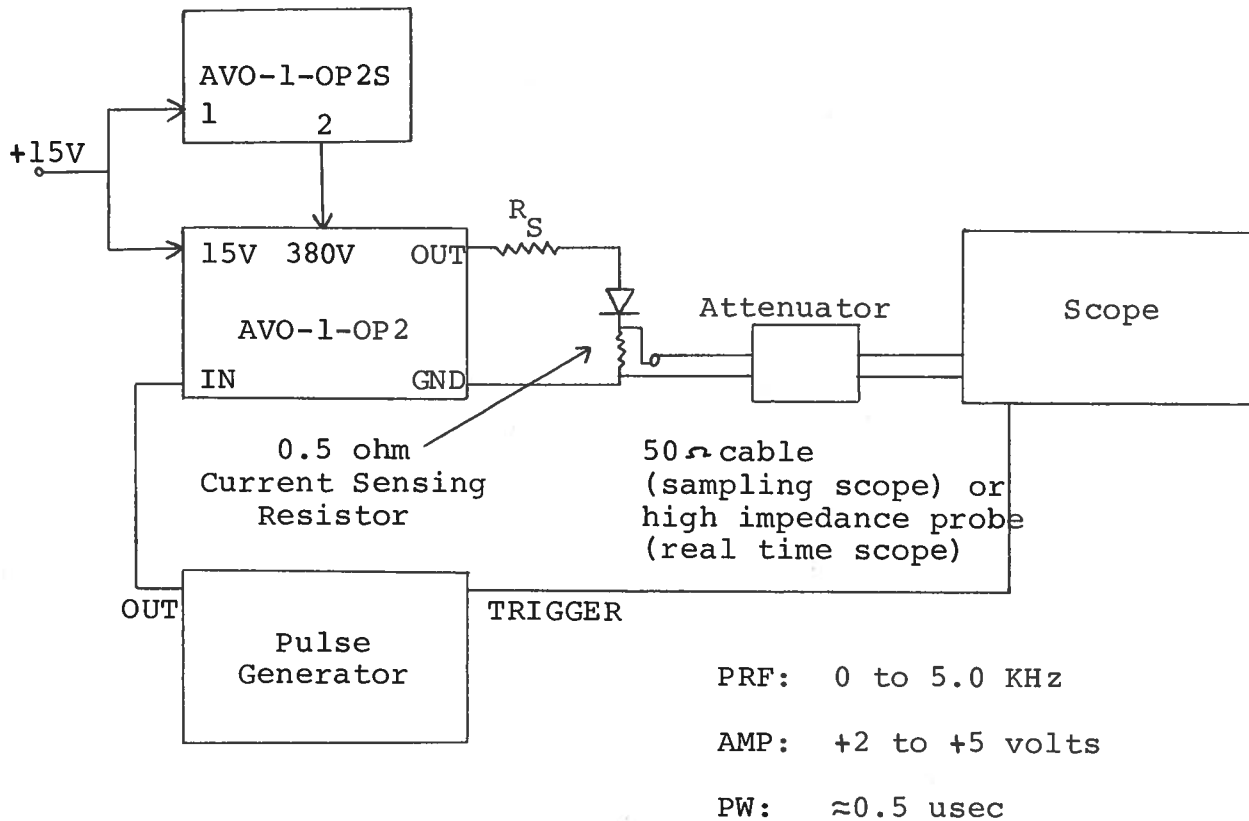 AVO-1-OP2S
1
2
+15V
15V 380V OUT
AVO-1-OP2
IN GND
R
S
Attenuator
Scope
0.5 ohm
Current Sensing
Resistor
50Ω cable
(sampling scope) or
high impedance probe
(real time scope)
OUT
TRIGGER
Pulse
Generator
PRF: 0 to 5.0 KHz
AMP: +2 to +5 volts
PW: ≈0.5 usec